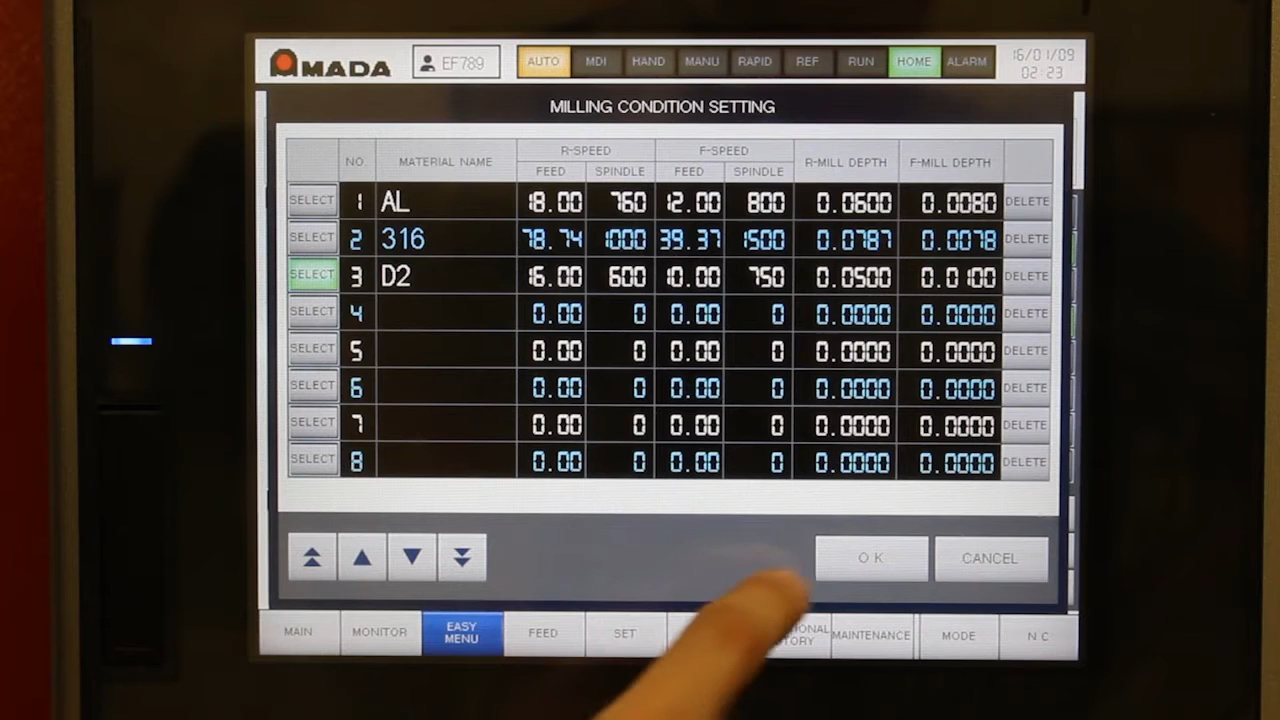 AMADA EF789 AUTO MDI HAND MANU RAPID REF RUN HOME ALARM 16/01/09
02:23
MILLING CONDITION SETTING
NO. MATERIAL NAME R-SPEED F-SPEED R-MILL DEPTH F-MILL DEPTH
FEED SPINDLE FEED SPINDLE
SELECT 1 AL 18.00 760 12.00 800 0.0600 0.0080 DELETE
SELECT 2 316 78.74 1000 39.37 1500 0.0787 0.0078 DELETE
SELECT 3 D2 16.00 600 10.00 750 0.0500 0.0100 DELETE
SELECT 4 0.00 0 0.00 0 0.0000 0.0000 DELETE
SELECT 5 0.00 0 0.00 0 0.0000 0.0000 DELETE
SELECT 6 0.00 0 0.00 0 0.0000 0.0000 DELETE
SELECT 7 0.00 0 0.00 0 0.0000 0.0000 DELETE
SELECT 8 0.00 0 0.00 0 0.0000 0.0000 DELETE
OK CANCEL
MAIN MONITOR EASY MENU FEED SET MAINTENANCE MODE NC